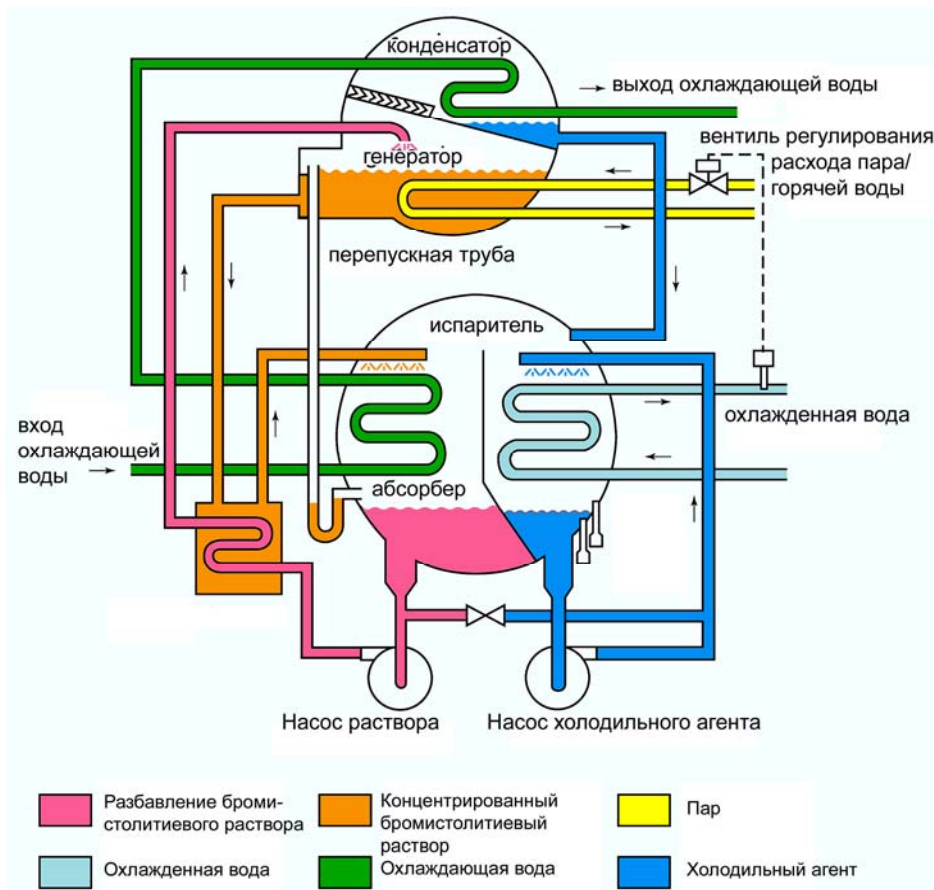 конденсатор
выход охлаждающей воды
вентиль регулирования
расхода пара/
горячей воды
генератор
перепускная труба
испаритель
охлажденная вода
вход
охлаждающей
воды
абсорбер
Насос раствора
Насос холодильного агента
Разбавление броми-
столитиевого раствора
Концентрированный
бромистолитиевый
раствор
Пар
Охлажденная вода
Охлаждающая вода
Холодильный агент